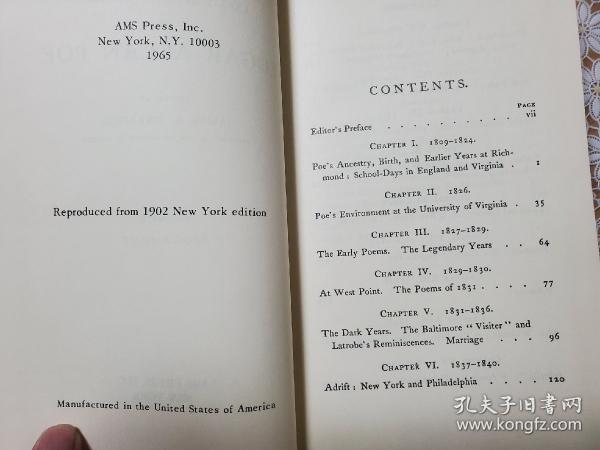 AMS Press, Inc.
New York, N.Y. 10003
1965
Reproduced from 1902 New York edition
Manufactured in the United States of America
CONTENTS.
PAGE
Editor's Preface . . . . . . . . . . vii
CHAPTER I. 1809–1824.
Poe's Ancestry, Birth, and Earlier Years at Rich-
mond : School-Days in England and Virginia . 1
CHAPTER II. 1826.
Poe's Environment at the University of Virginia . 35
CHAPTER III. 1827–1829.
The Early Poems. The Legendary Years . . 64
CHAPTER IV. 1829–1830.
At West Point. The Poems of 1831 . . . . 77
CHAPTER V. 1831–1836.
The Dark Years. The Baltimore "Visiter" and
Latrobe's Reminiscences. Marriage . . . 96
CHAPTER VI. 1837–1840.
Adrift : New York and Philadelphia . . . . 120
孔夫子旧书网
www.kongfz.com